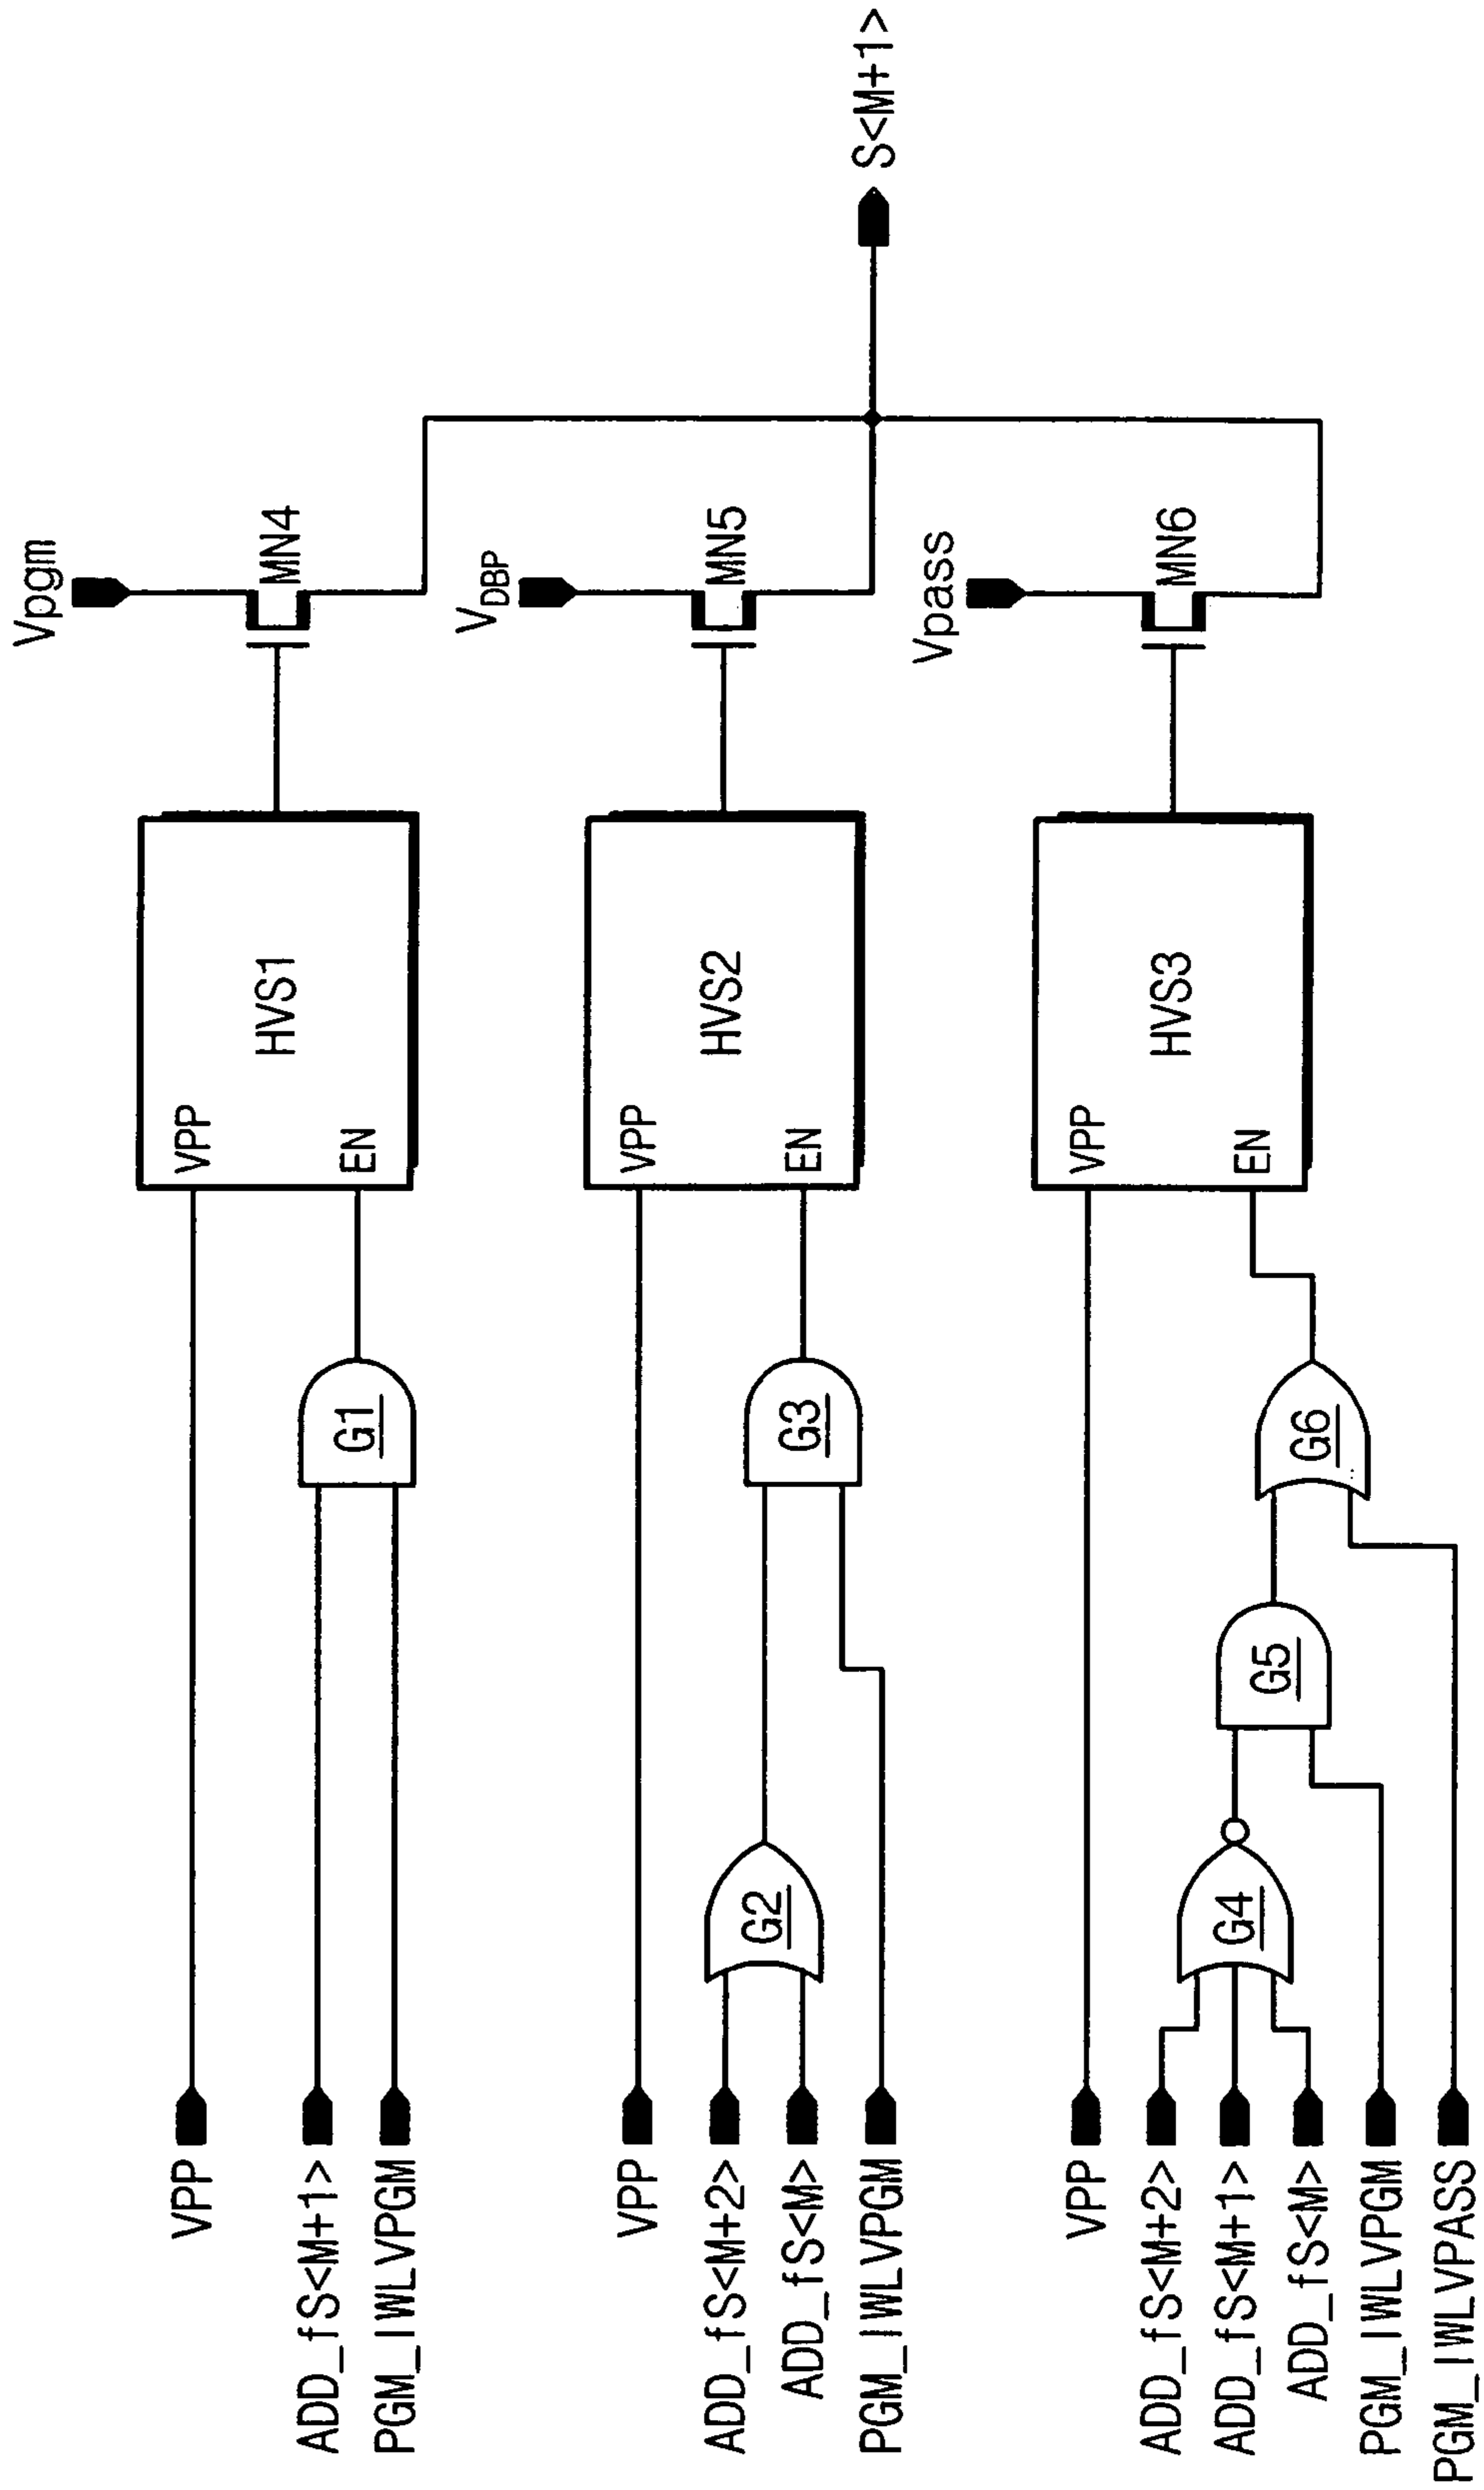 VPP
ADD_fS<M+1>
PGM_IWLVPGM
G1
VPP
EN
HVS1
Vpgm
MN4
VPP
ADD_fS<M+2>
ADD_fS<M>
PGM_IWLVPGM
G2
G3
VPP
EN
HVS2
VDBP
MN5
S<M+1>
VPP
ADD_fS<M+2>
ADD_fS<M+1>
ADD_fS<M>
PGM_IWLVPGM
PGM_IWLVPASS
G4
G5
G6
VPP
EN
HVS3
Vpass
MN6